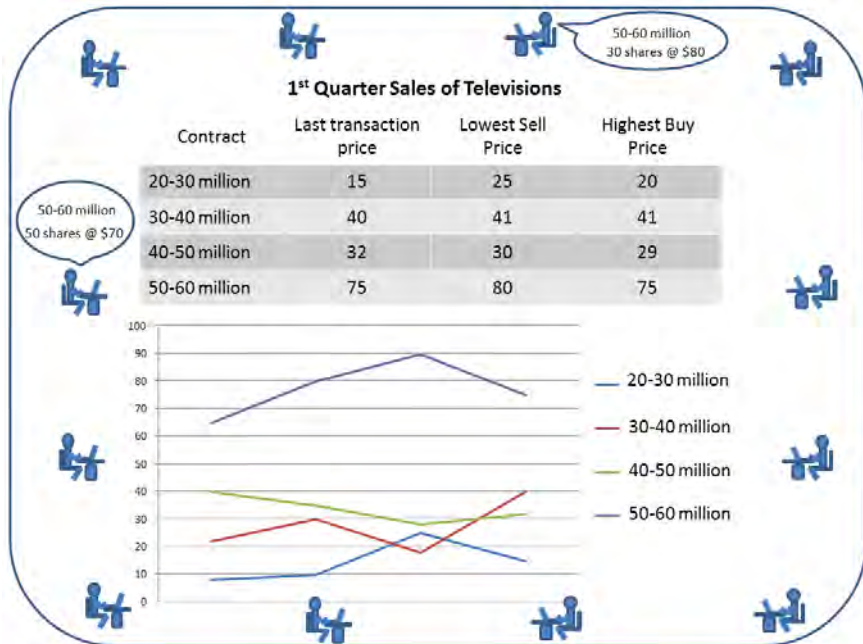 50-60 million
30 shares @ $80
1st Quarter Sales of Televisions
Contract Last transaction price Lowest Sell Price Highest Buy Price
20-30 million 15 25 20
30-40 million 40 41 41
40-50 million 32 30 29
50-60 million 75 80 75
50-60 million
50 shares @ $70
100
90
80
70
60
50
40
30
20
10
0
20-30 million
30-40 million
40-50 million
50-60 million